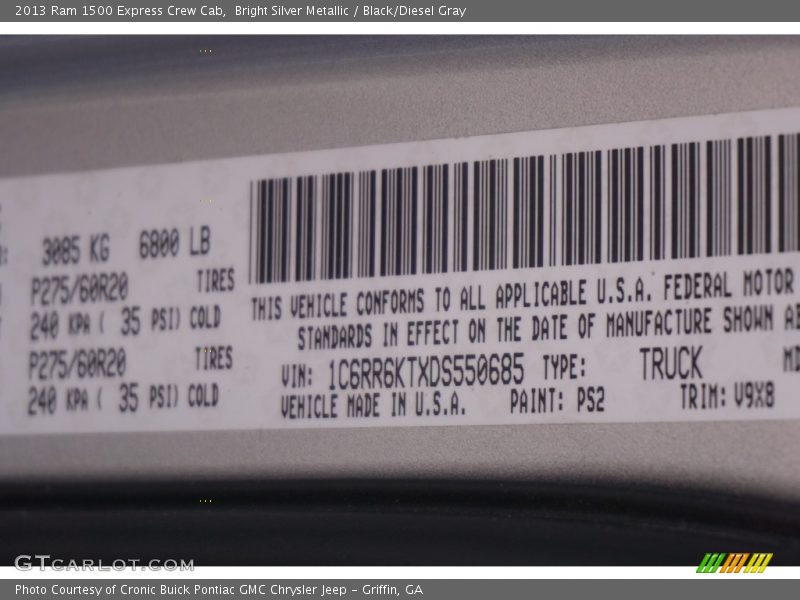 2013 Ram 1500 Express Crew Cab,  Bright Silver Metallic / Black/Diesel Gray
3085 KG 6800 LB
P275/60R20 TIRES
240 KPA ( 35 PSI) COLD
P275/60R20 TIRES
240 KPA ( 35 PSI) COLD
THIS VEHICLE CONFORMS TO ALL APPLICABLE U.S.A. FEDERAL MOTOR
STANDARDS IN EFFECT ON THE DATE OF MANUFACTURE SHOWN AB
VIN: 1C6RR6KTXDS550685 TYPE: TRUCK MD
VEHICLE MADE IN U.S.A. PAINT: PS2 TRIM: V9X8
GTCARLOT.COM
Photo Courtesy of Cronic Buick Pontiac GMC Chrysler Jeep – Griffin, GA